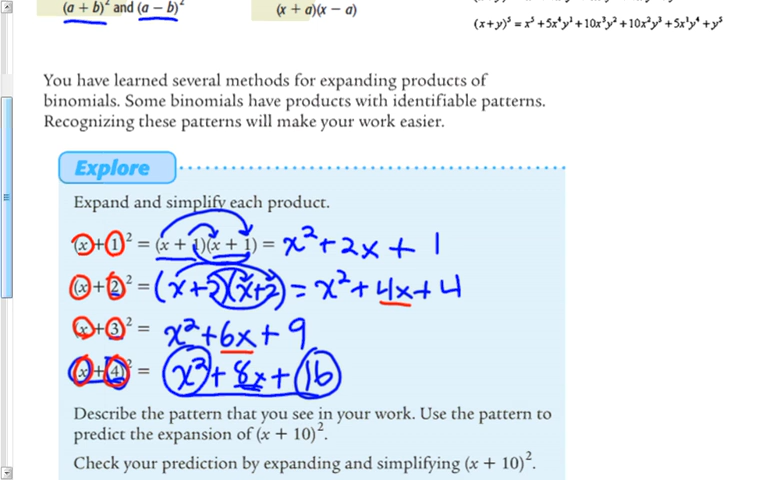 (a + b)² and (a − b)²
(x + a)(x − a)
(x+y)⁵ = x⁵ + 5x⁴y¹ + 10x³y² + 10x²y³ + 5x¹y⁴ + y⁵
You have learned several methods for expanding products of
binomials. Some binomials have products with identifiable patterns.
Recognizing these patterns will make your work easier.
Explore
Expand and simplify each product.
(x + 1)² = (x + 1)(x + 1) = x² + 2x + 1
(x + 2)² = (x + 2)(x + 2) = x² + 4x + 4
(x + 3)² = x² + 6x + 9
(x + 4)² = x² + 8x + 16
Describe the pattern that you see in your work. Use the pattern to
predict the expansion of (x + 10)².
Check your prediction by expanding and simplifying (x + 10)².